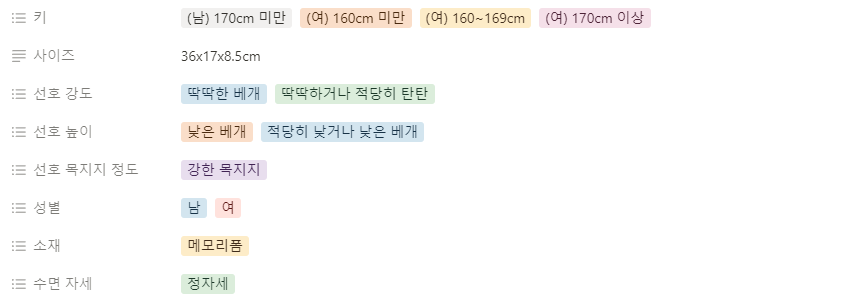 키 (남) 170cm 미만 (여) 160cm 미만 (여) 160~169cm (여) 170cm 이상
사이즈 36x17x8.5cm
선호 강도 딱딱한 베개 딱딱하거나 적당히 탄탄
선호 높이 낮은 베개 적당히 낮거나 낮은 베개
선호 목지지 정도 강한 목지지
성별 남 여
소재 메모리폼
수면 자세 정자세